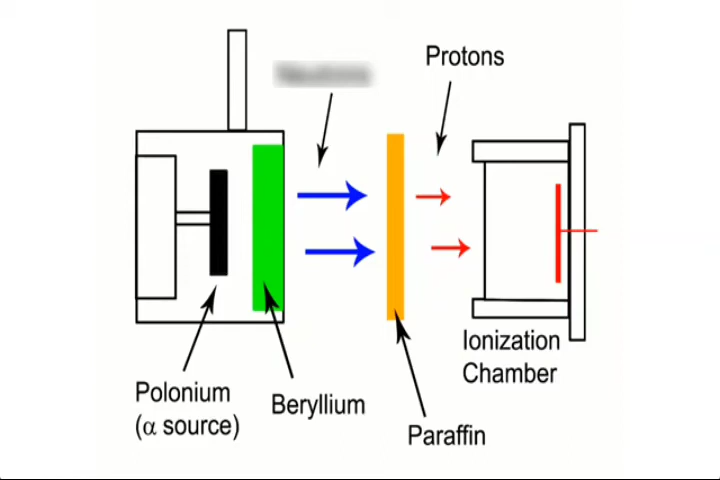 Protons
Polonium
(α source)
Beryllium
Paraffin
Ionization
Chamber